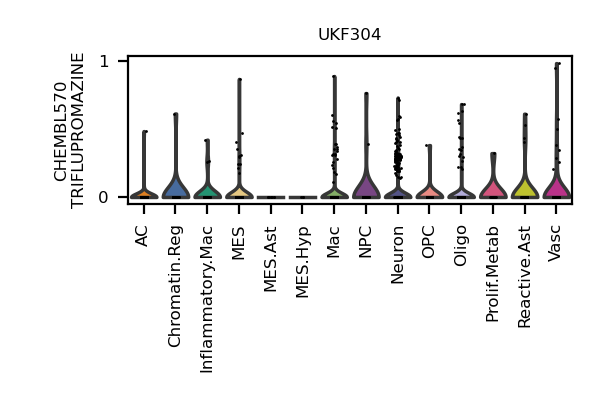 UKF304
CHEMBL570
TRIFLUPROMAZINE
1
0
AC
Chromatin.Reg
Inflammatory.Mac
MES
MES.Ast
MES.Hyp
Mac
NPC
Neuron
OPC
Oligo
Prolif.Metab
Reactive.Ast
Vasc